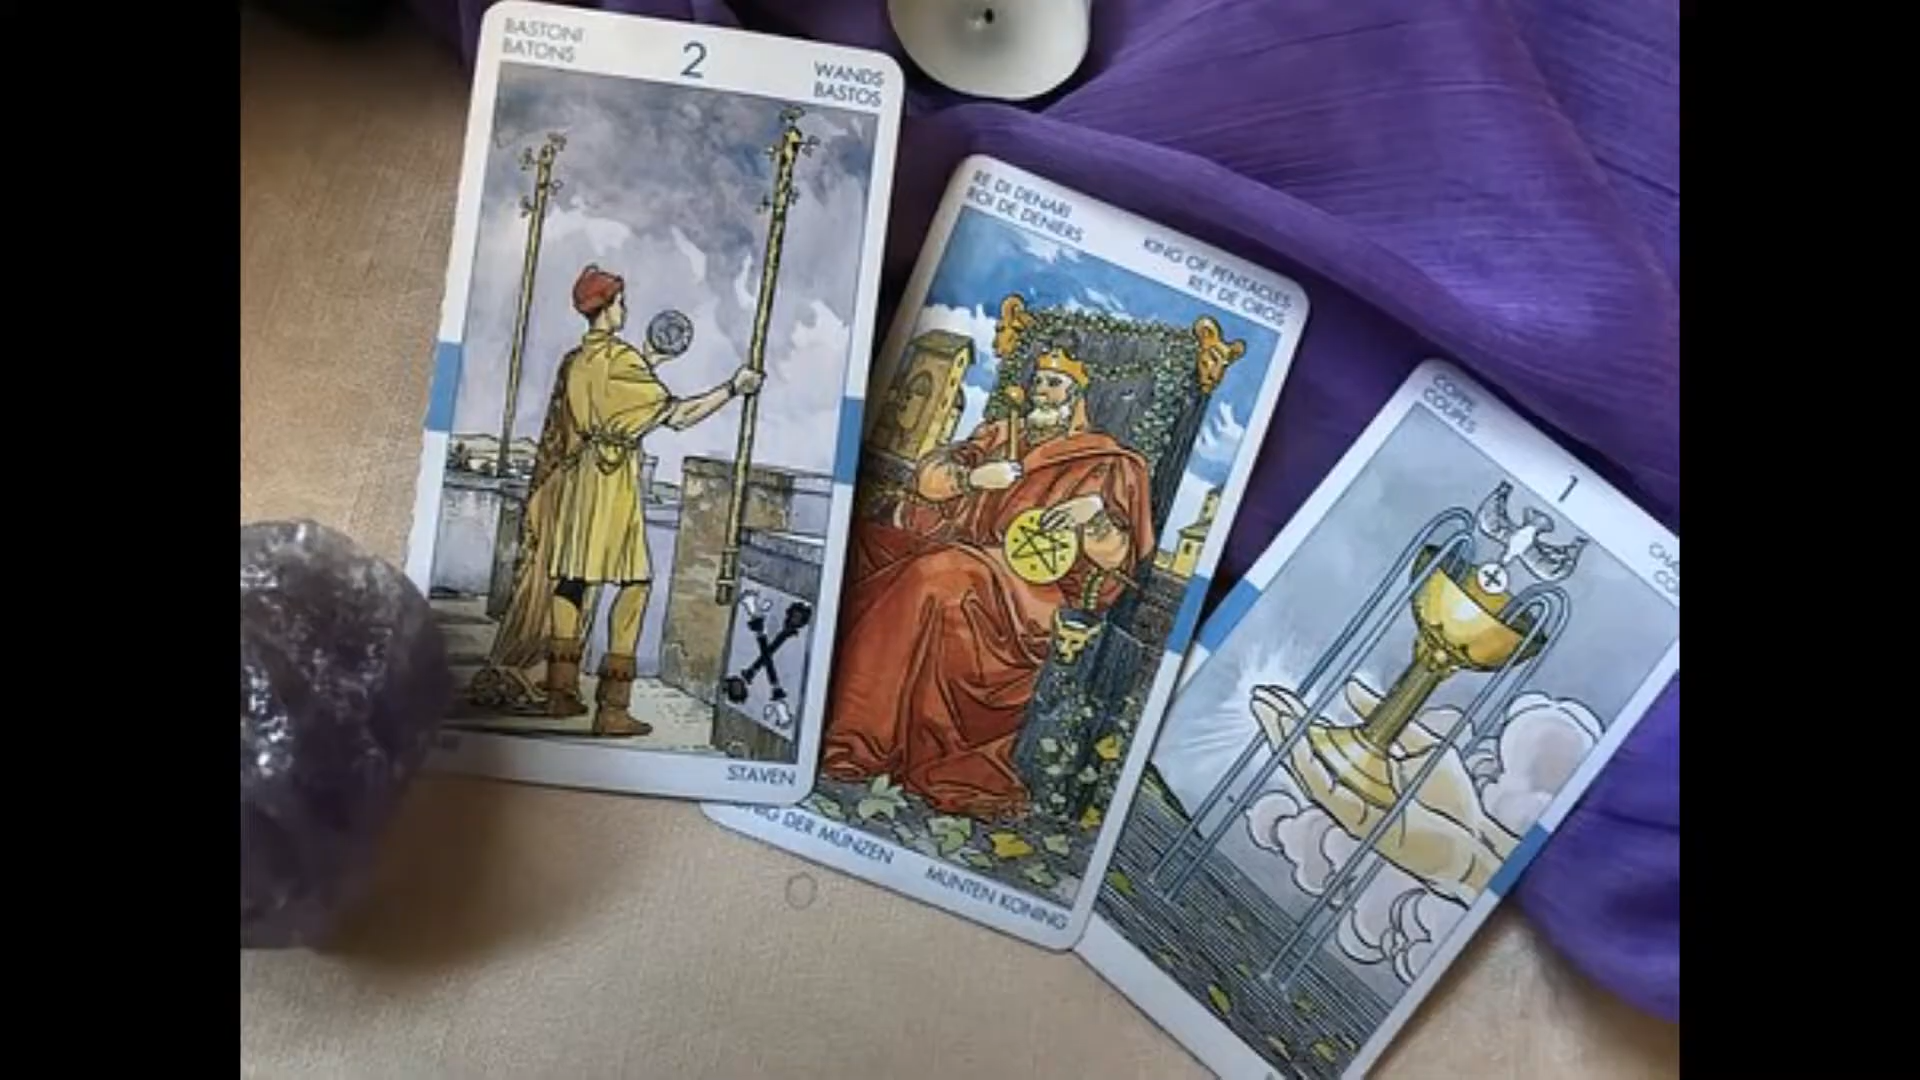 BASTONI
BATONS
2
WANDS
BASTOS
STAVEN
RE DI DENARI
ROI DE DENIERS
KING OF PENTACLES
REY DE OROS
DER MÜNZEN
MUNTEN KONING
COPPE
COUPES
1